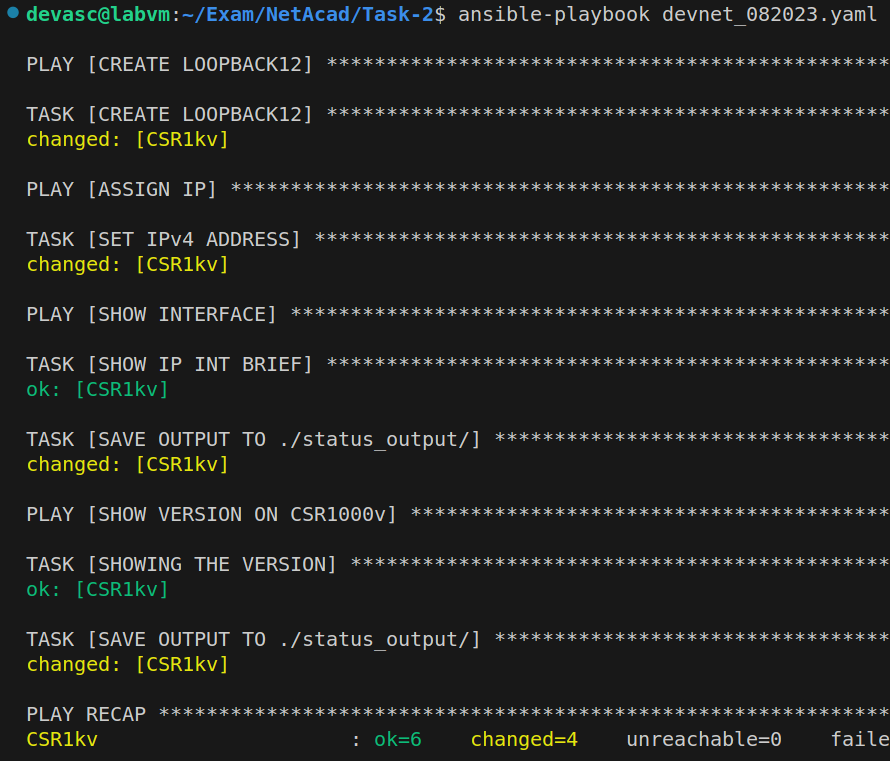 devasc@labvm:~/Exam/NetAcad/Task-2$ ansible-playbook devnet_082023.yaml
PLAY [CREATE LOOPBACK12] ***********************************************
TASK [CREATE LOOPBACK12] ***********************************************
changed: [CSR1kv]
PLAY [ASSIGN IP] *******************************************************
TASK [SET IPv4 ADDRESS] ************************************************
changed: [CSR1kv]
PLAY [SHOW INTERFACE] **************************************************
TASK [SHOW IP INT BRIEF] ***********************************************
ok: [CSR1kv]
TASK [SAVE OUTPUT TO ./status_output/] *********************************
changed: [CSR1kv]
PLAY [SHOW VERSION ON CSR1000v] ****************************************
TASK [SHOWING THE VERSION] *********************************************
ok: [CSR1kv]
TASK [SAVE OUTPUT TO ./status_output/] *********************************
changed: [CSR1kv]
PLAY RECAP *************************************************************
CSR1kv                     : ok=6    changed=4    unreachable=0    faile